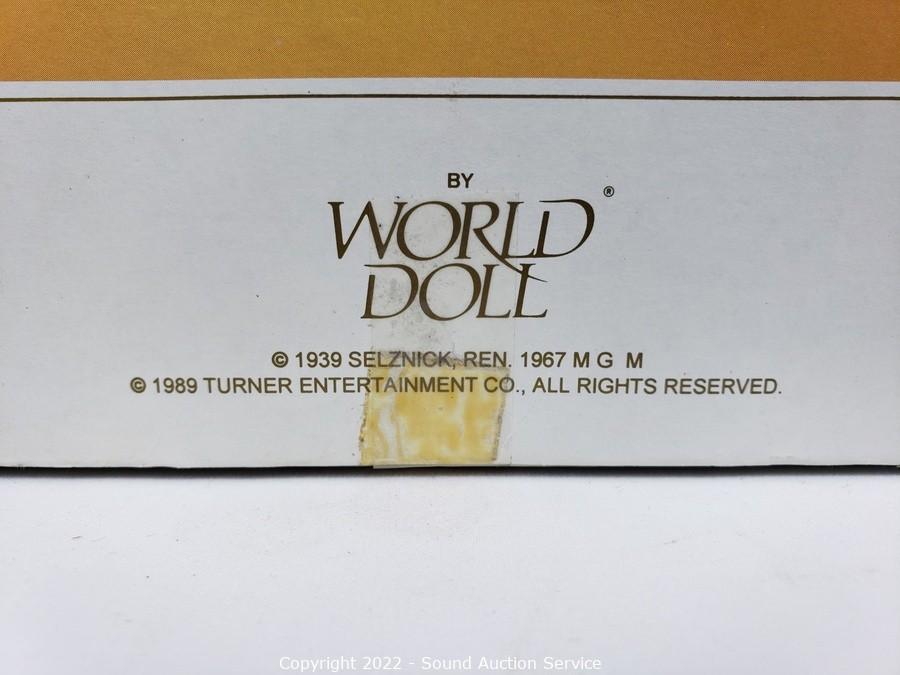 BY
WORLD®
DOLL
© 1939 SELZNICK, REN. 1967 M G M
© 1989 TURNER ENTERTAINMENT CO., ALL RIGHTS RESERVED.
Copyright 2022 - Sound Auction Service